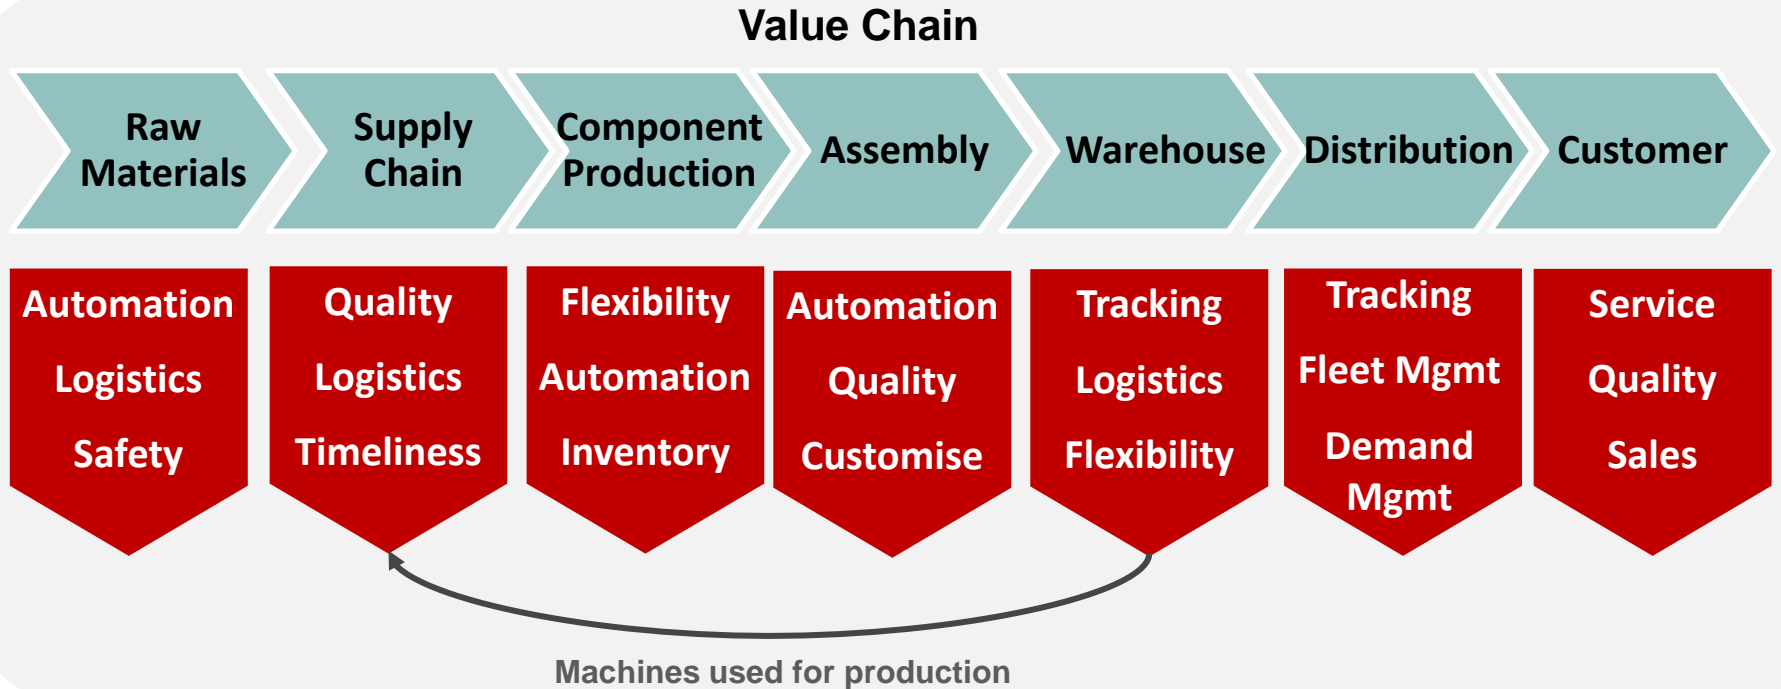 Value Chain
Raw
Materials
Supply
Chain
Component
Production
Assembly
Warehouse
Distribution
Customer
Automation
Logistics
Safety
Quality
Logistics
Timeliness
Flexibility
Automation
Inventory
Automation
Quality
Customise
Tracking
Logistics
Flexibility
Tracking
Fleet Mgmt
Demand
Mgmt
Service
Quality
Sales
Machines used for production